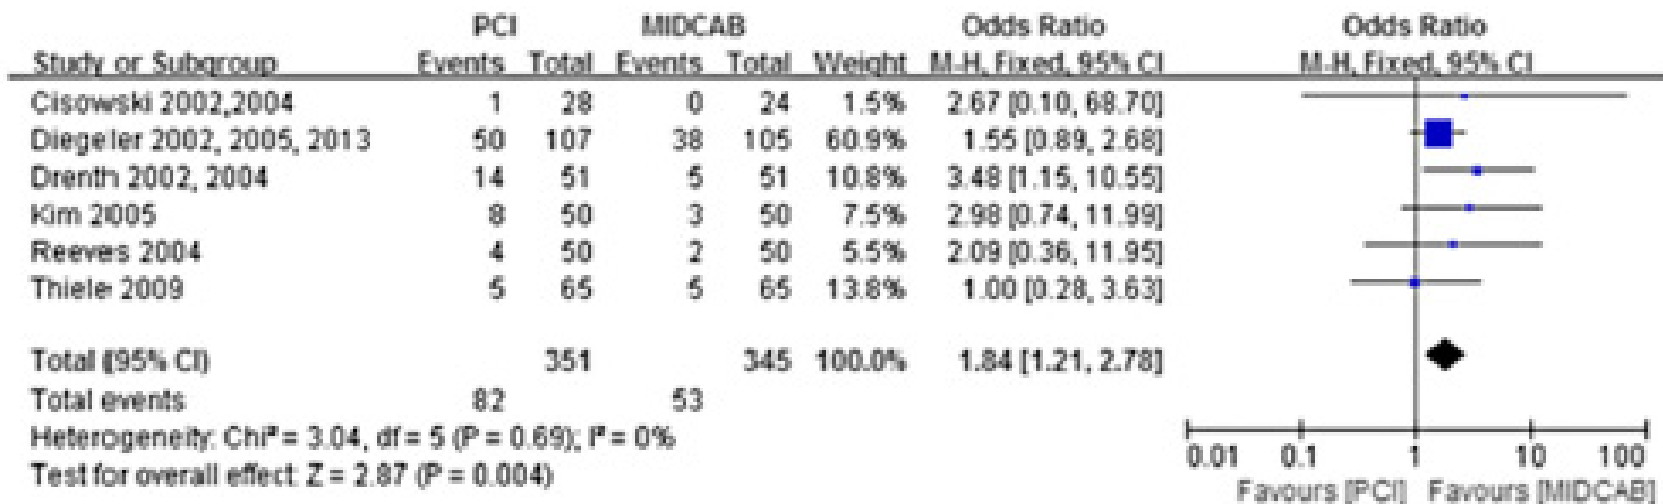 PCI MIDCAB Odds Ratio Odds Ratio
Study or Subgroup Events Total Events Total Weight M-H, Fixed, 95% CI M-H, Fixed, 95% CI
Cisowski 2002,2004 1 28 0 24 1.5% 2.67 [0.10, 68.70]
Diegeler 2002, 2005, 2013 50 107 38 105 60.9% 1.55 [0.89, 2.68]
Drenth 2002, 2004 14 51 5 51 10.8% 3.48 [1.15, 10.55]
Kim 2005 8 50 3 50 7.5% 2.98 [0.74, 11.99]
Reeves 2004 4 50 2 50 5.5% 2.09 [0.36, 11.95]
Thiele 2009 5 65 5 65 13.8% 1.00 [0.28, 3.63]
Total (95% CI) 351 345 100.0% 1.84 [1.21, 2.78]
Total events 82 53
Heterogeneity: Chi² = 3.04, df = 5 (P = 0.69); I² = 0%
Test for overall effect: Z = 2.87 (P = 0.004)
0.01 0.1 1 10 100
Favours [PCI] Favours [MIDCAB]